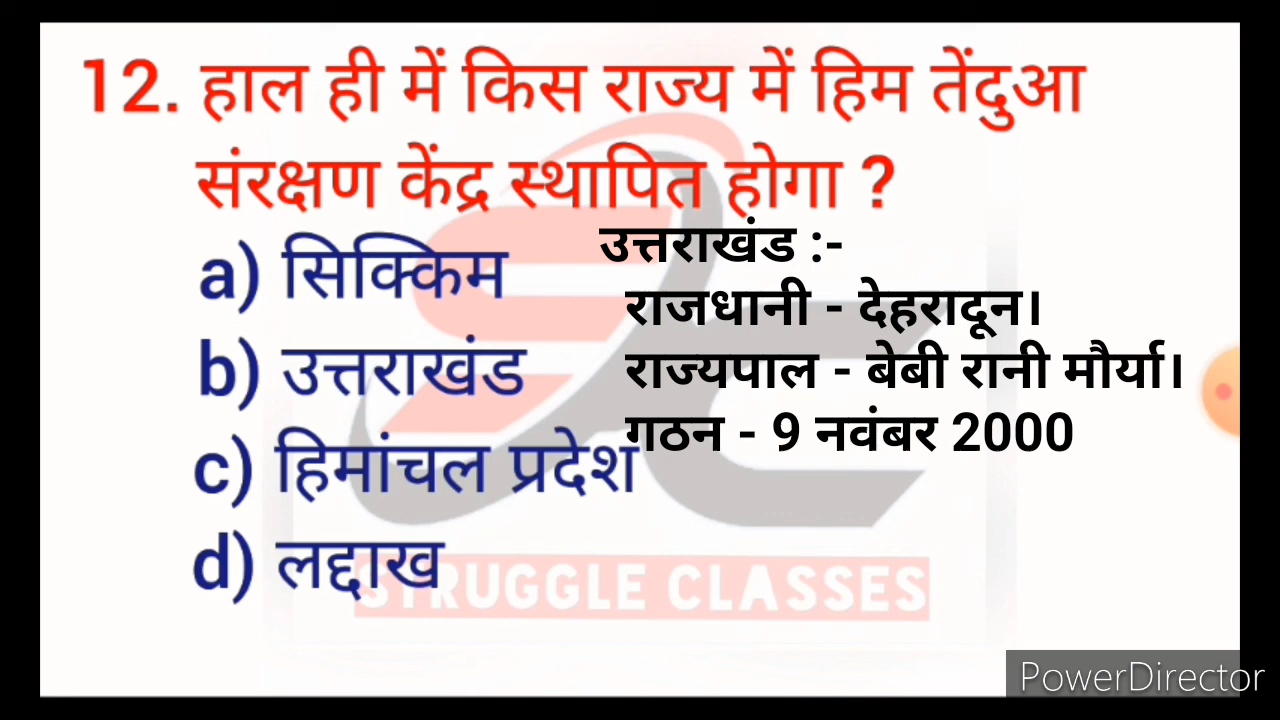 12. हाल ही में किस राज्य में हिम तेंदुआ
संरक्षण केंद्र स्थापित होगा ?
a) सिक्किम
b) उत्तराखंड
c) हिमांचल प्रदेश
d) लद्दाख
उत्तराखंड :-
राजधानी - देहरादून।
राज्यपाल - बेबी रानी मौर्या।
गठन - 9 नवंबर 2000
STRUGGLE CLASSES
PowerDirector